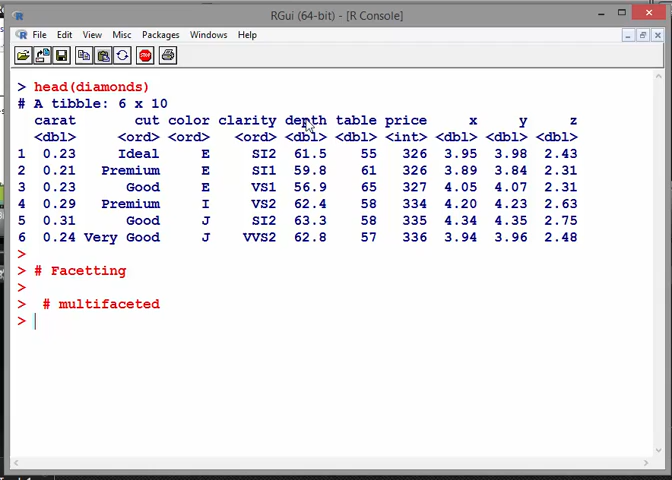 RGui (64-bit) - [R Console]
File Edit View Misc Packages Windows Help
STOP
> head(diamonds)
# A tibble: 6 x 10
carat cut color clarity depth table price x y z
<dbl> <ord> <ord> <ord> <dbl> <dbl> <int> <dbl> <dbl> <dbl>
1 0.23 Ideal E SI2 61.5 55 326 3.95 3.98 2.43
2 0.21 Premium E SI1 59.8 61 326 3.89 3.84 2.31
3 0.23 Good E VS1 56.9 65 327 4.05 4.07 2.31
4 0.29 Premium I VS2 62.4 58 334 4.20 4.23 2.63
5 0.31 Good J SI2 63.3 58 335 4.34 4.35 2.75
6 0.24 Very Good J VVS2 62.8 57 336 3.94 3.96 2.48
>
> # Facetting
>
> # multifaceted
>